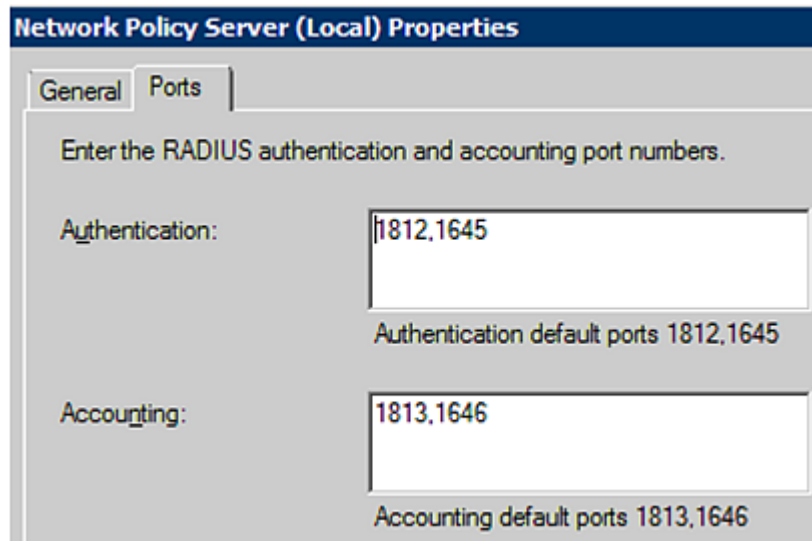 Network Policy Server (Local) Properties
General Ports
Enter the RADIUS authentication and accounting port numbers.
Authentication: 1812,1645
Authentication default ports 1812,1645
Accounting: 1813,1646
Accounting default ports 1813,1646